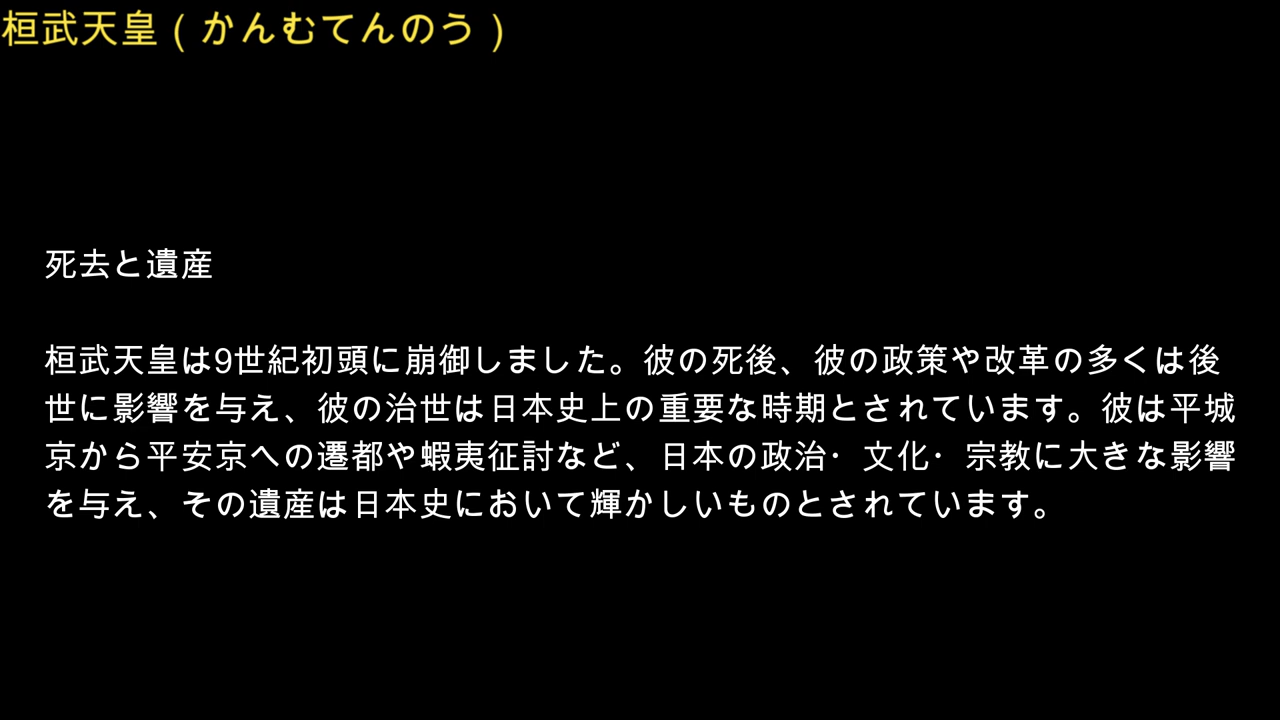 桓武天皇（かんむてんのう）
死去と遺産
桓武天皇は9世紀初頭に崩御しました。彼の死後、彼の政策や改革の多くは後
世に影響を与え、彼の治世は日本史上の重要な時期とされています。彼は平城
京から平安京への遷都や蝦夷征討など、日本の政治・文化・宗教に大きな影響
を与え、その遺産は日本史において輝かしいものとされています。